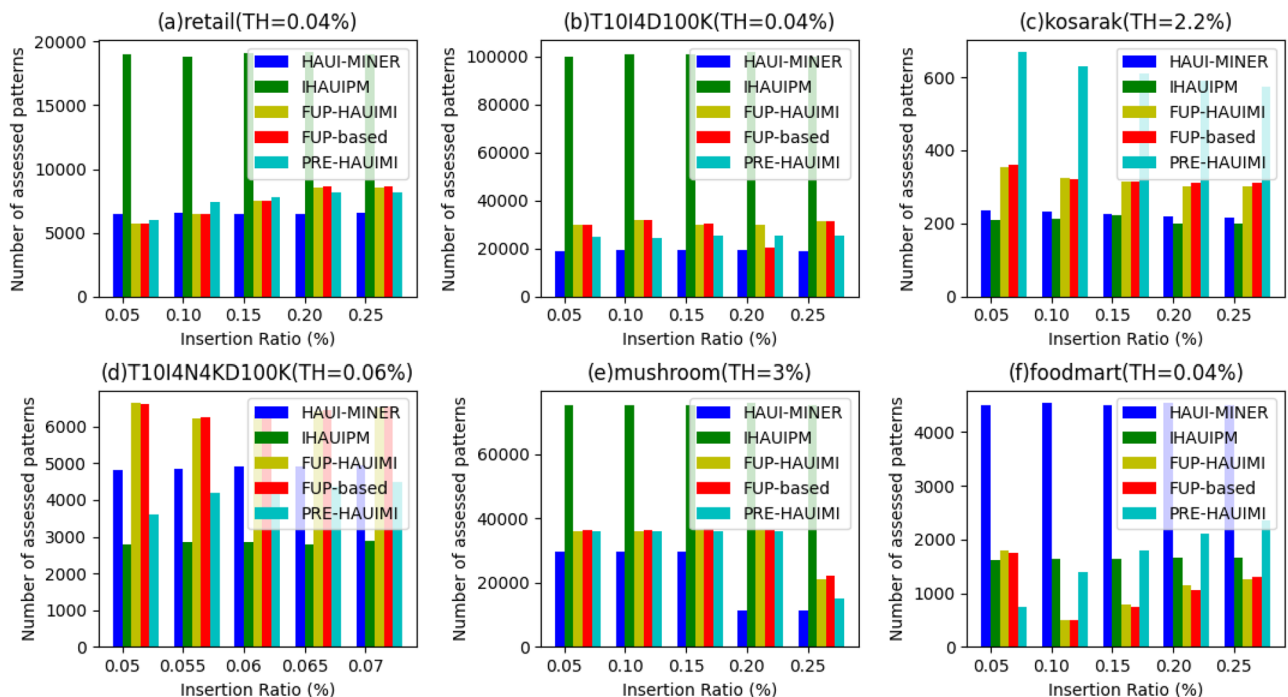 (a)retail(TH=0.04%)
Number of assessed patterns
20000
15000
10000
5000
0
HAUI-MINER
IHAUIPM
FUP-HAUIMI
FUP-based
PRE-HAUIMI
0.05 0.10 0.15 0.20 0.25
Insertion Ratio (%)
(b)T10I4D100K(TH=0.04%)
Number of assessed patterns
100000
80000
60000
40000
20000
0
HAUI-MINER
IHAUIPM
FUP-HAUIMI
FUP-based
PRE-HAUIMI
0.05 0.10 0.15 0.20 0.25
Insertion Ratio (%)
(c)kosarak(TH=2.2%)
Number of assessed patterns
600
400
200
0
HAUI-MINER
IHAUIPM
FUP-HAUIMI
FUP-based
PRE-HAUIMI
0.05 0.10 0.15 0.20 0.25
Insertion Ratio (%)
(d)T10I4N4KD100K(TH=0.06%)
Number of assessed patterns
6000
5000
4000
3000
2000
1000
0
HAUI-MINER
IHAUIPM
FUP-HAUIMI
FUP-based
PRE-HAUIMI
0.05 0.055 0.06 0.065 0.07
Insertion Ratio (%)
(e)mushroom(TH=3%)
Number of assessed patterns
60000
40000
20000
0
HAUI-MINER
IHAUIPM
FUP-HAUIMI
FUP-based
PRE-HAUIMI
0.05 0.10 0.15 0.20 0.25
Insertion Ratio (%)
(f)foodmart(TH=0.04%)
Number of assessed patterns
4000
3000
2000
1000
0
HAUI-MINER
IHAUIPM
FUP-HAUIMI
FUP-based
PRE-HAUIMI
0.05 0.10 0.15 0.20 0.25
Insertion Ratio (%)